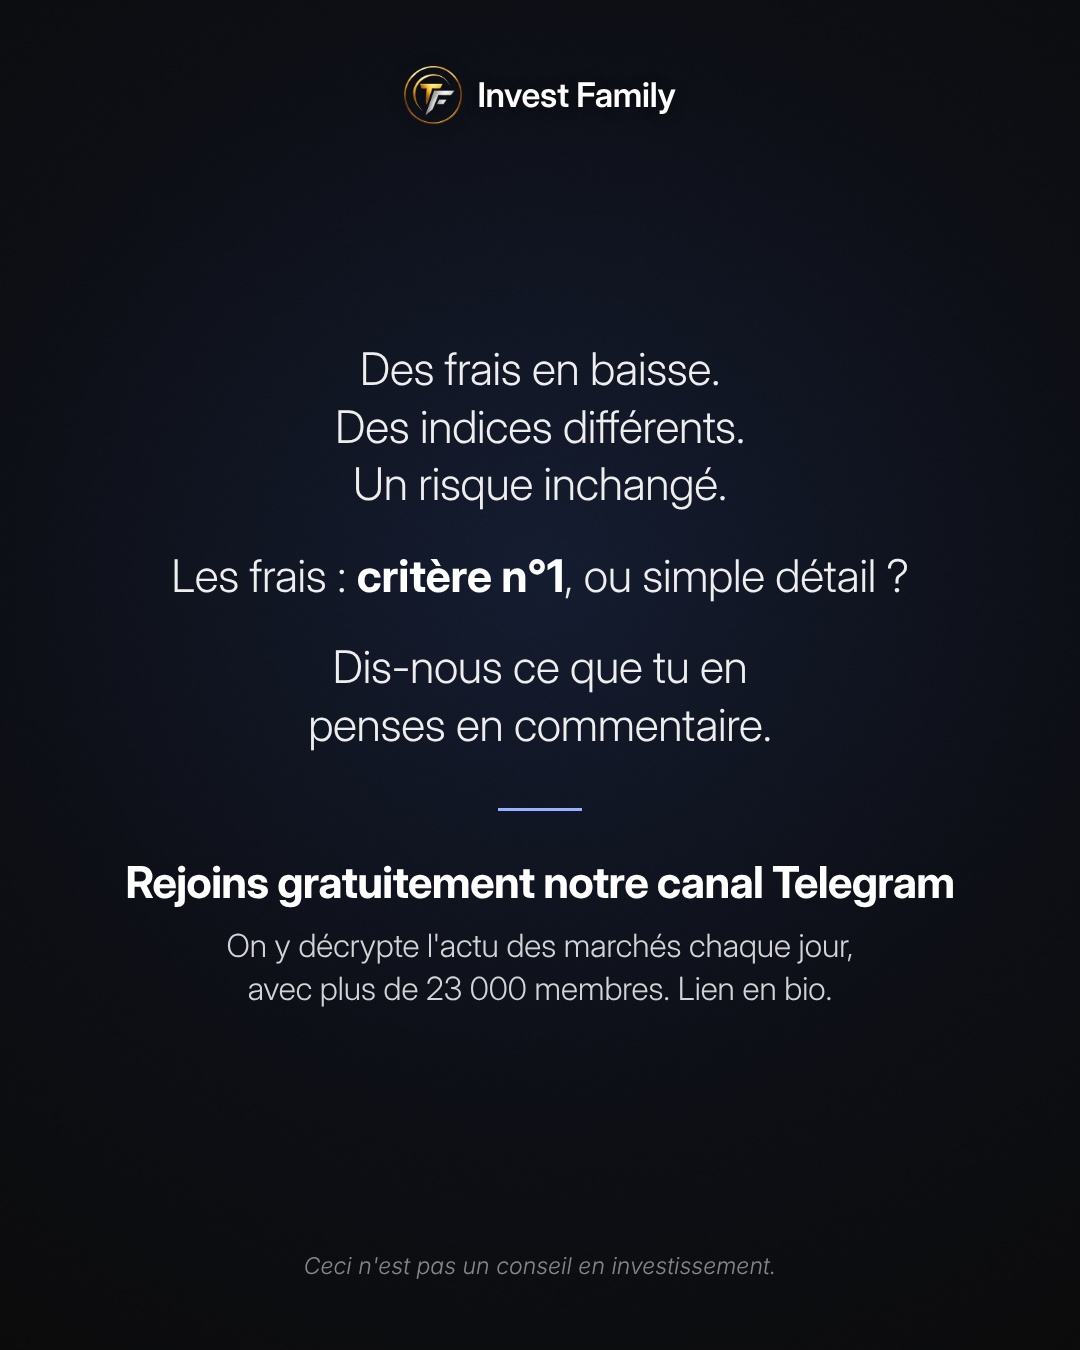 TF Invest Family
Des frais en baisse.
Des indices différents.
Un risque inchangé.
Les frais : critère n°1, ou simple détail ?
Dis-nous ce que tu en
penses en commentaire.
Rejoins gratuitement notre canal Telegram
On y décrypte l'actu des marchés chaque jour,
avec plus de 23 000 membres. Lien en bio.
Ceci n'est pas un conseil en investissement.